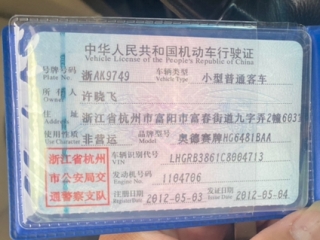 中华人民共和国机动车行驶证
Vehicle License of the People's Republic of China
号牌号码 浙AK9749 车辆类型 小型普通客车
Plate No. Vehicle Type
所有人 许晓飞
Owner
住址 浙江省杭州市富阳市富春街道九字弄2幢603
Address
使用性质 非营运 品牌型号 奥德赛牌HG6481BAA
Use Character Model
浙江省杭州市公安局交通警察支队
车辆识别代号 LHGRB3861C8004713
VIN
发动机号码 1104706
Engine No.
注册日期 2012-05-03 发证日期 2012-05-04
Register Date Issue Date